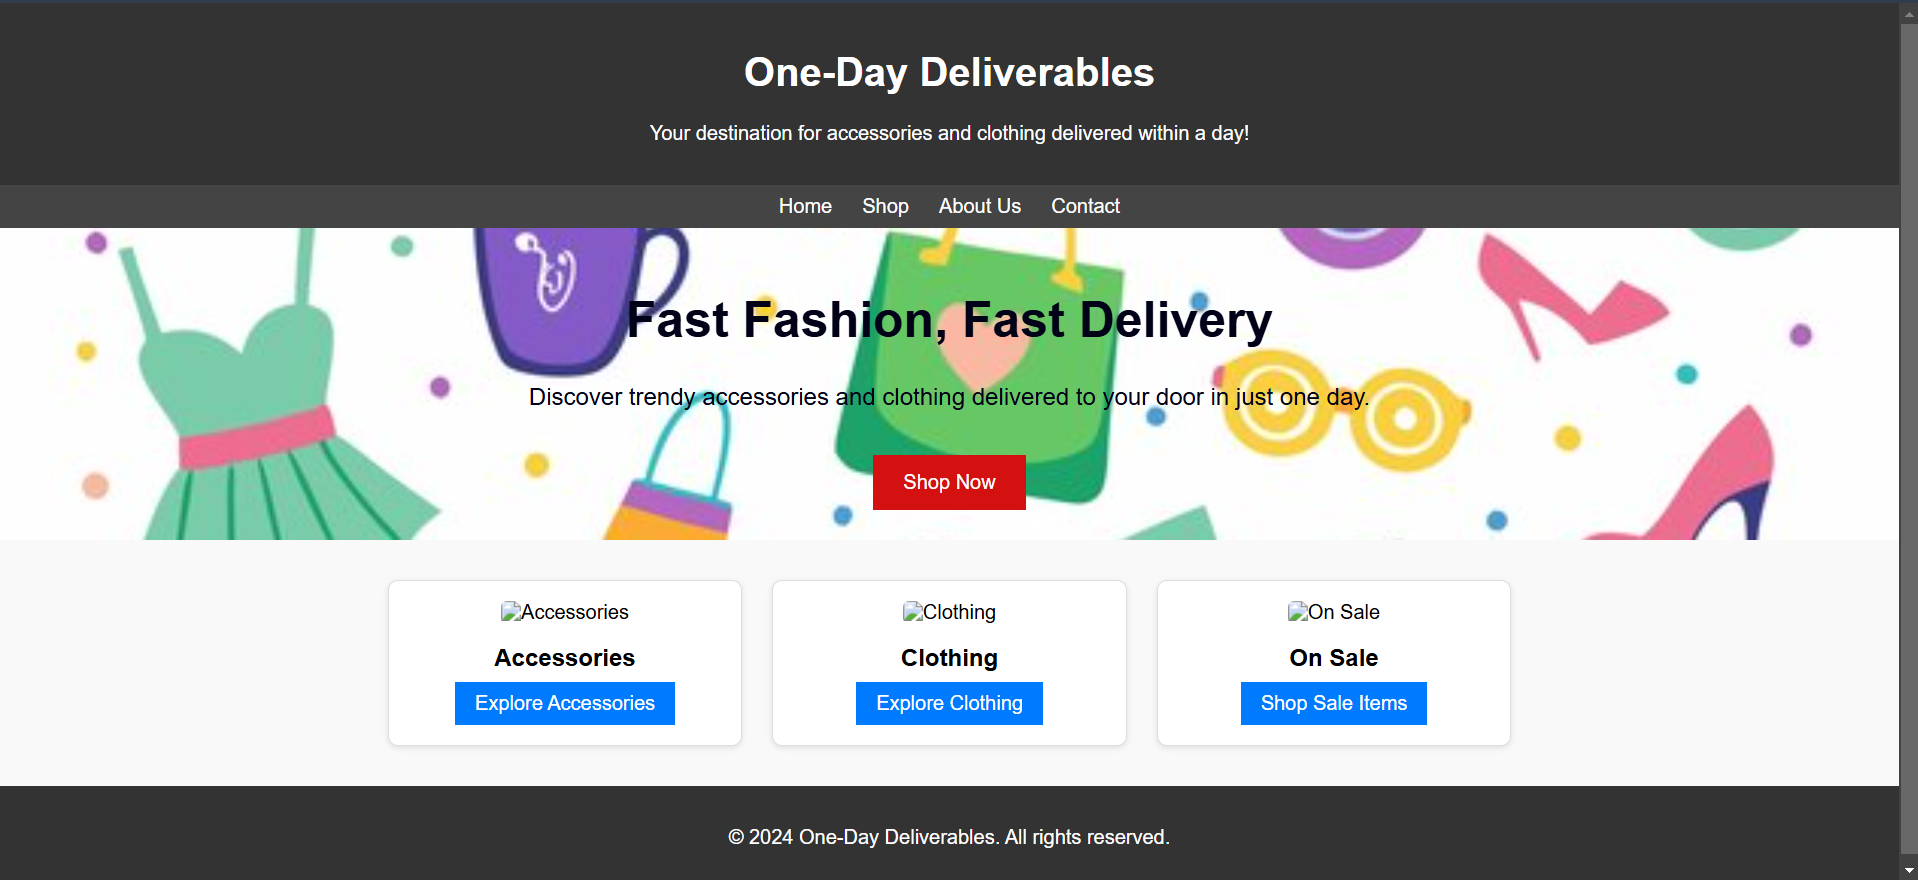 One-Day Deliverables
Your destination for accessories and clothing delivered within a day!
Home Shop About Us Contact
Fast Fashion, Fast Delivery
Discover trendy accessories and clothing delivered to your door in just one day.
Shop Now
Accessories
Accessories
Explore Accessories
Clothing
Clothing
Explore Clothing
On Sale
On Sale
Shop Sale Items
© 2024 One-Day Deliverables. All rights reserved.